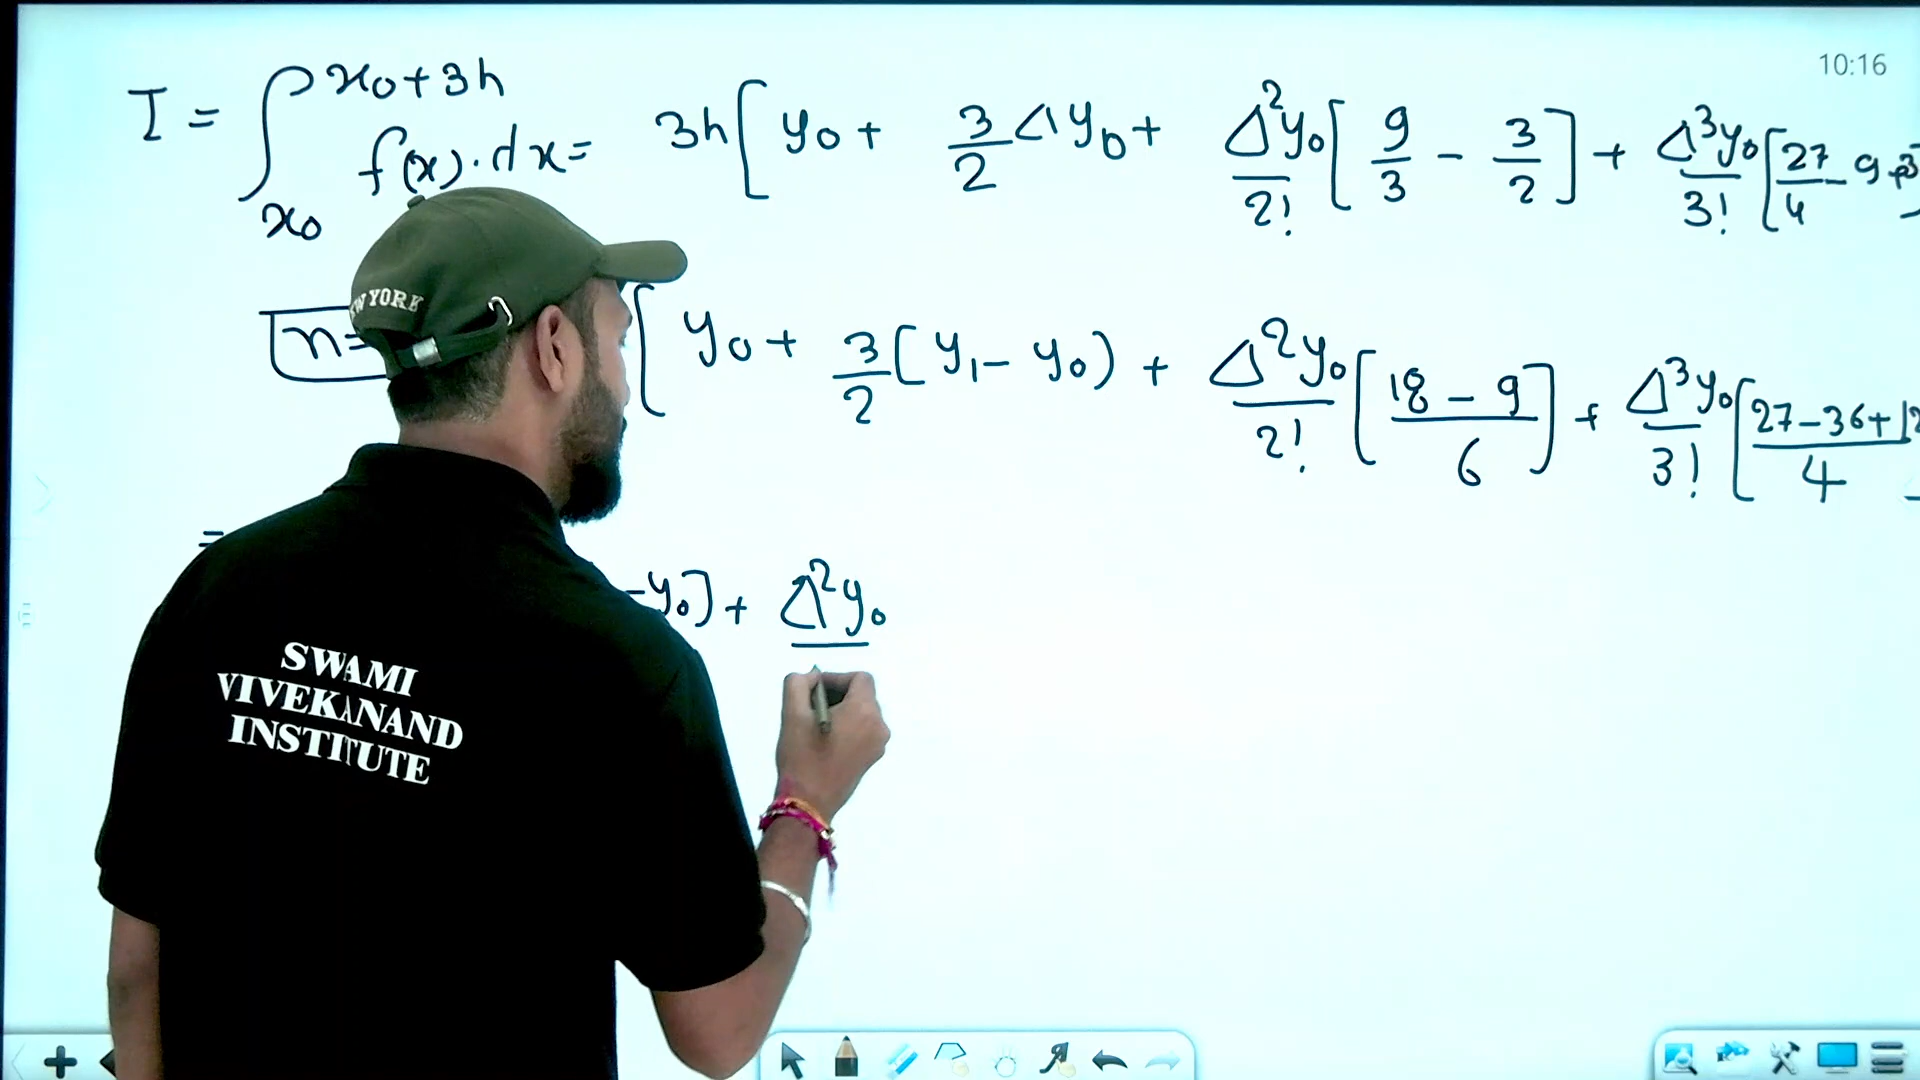 10:16
I = ∫ x0+3h x0 f(x).dx = 3h [ y0 + 3/2 Δy0 + Δ²y0/2! [ 9/3 - 3/2 ] + Δ³y0/3! [ 27/4 - 9+3
n= [ y0 + 3/2 ( y1 - y0 ) + Δ²y0/2! [ 18 - 9 / 6 ] + Δ³y0/3! [ 27-36+12 / 4
= -y0] + Δ²y0
YORK
SWAMI
VIVEKANAND
INSTITUTE